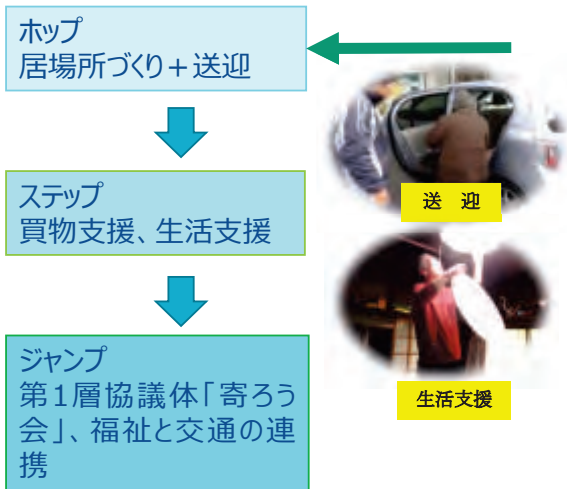 ホップ
居場所づくり+送迎
送 迎
ステップ
買物支援、生活支援
生活支援
ジャンプ
第1層協議体「寄ろう
会」、福祉と交通の連
携